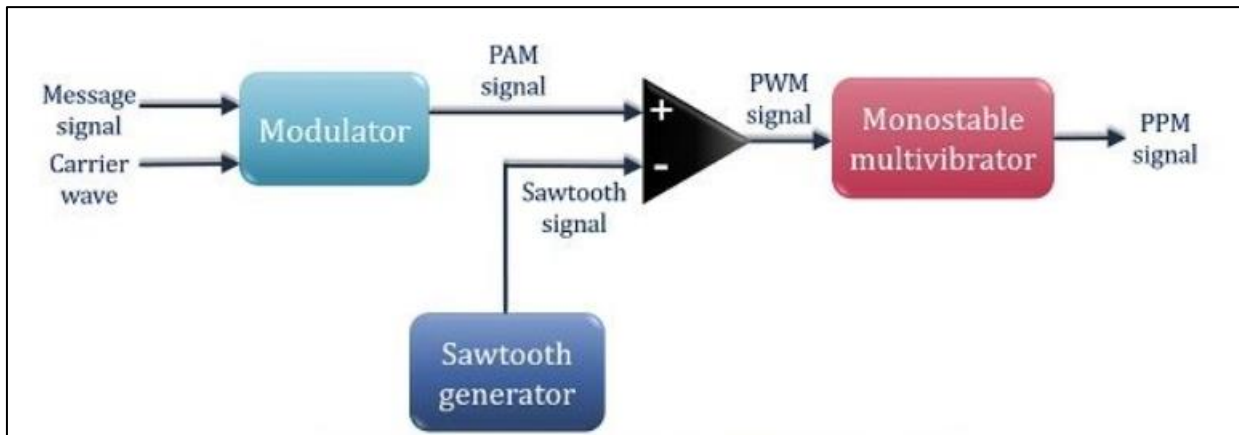 Message
signal
Carrier
wave
Modulator
PAM
signal
+
-
Sawtooth
signal
Sawtooth
generator
PWM
signal
Monostable
multivibrator
PPM
signal